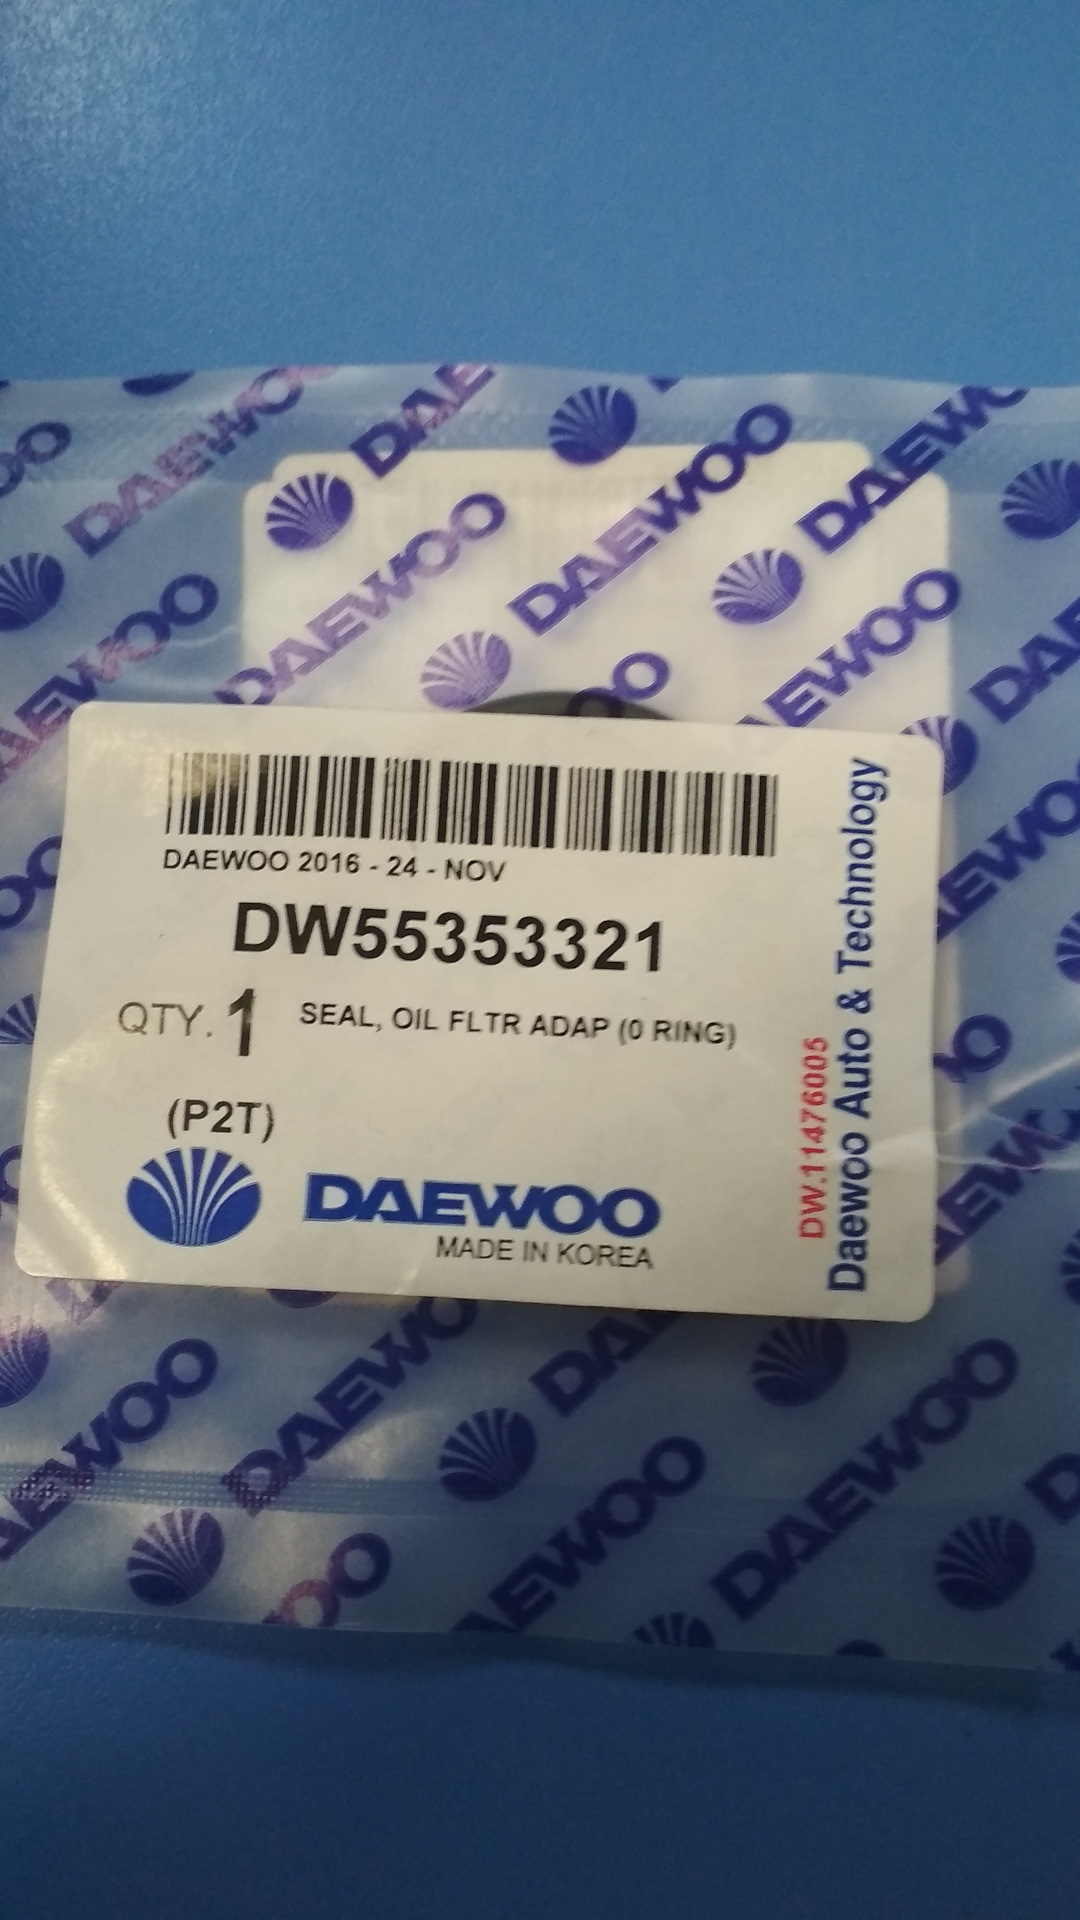 DAEWOO 2016 - 24 - NOV
DW55353321
QTY. 1 SEAL, OIL FLTR ADAP (0 RING)
(P2T)
DAEWOO
MADE IN KOREA
DW.11476005
Daewoo Auto & Technology
DAEWOO
DAEWOO
DAEWOO
DAEWOO
DAEWOO